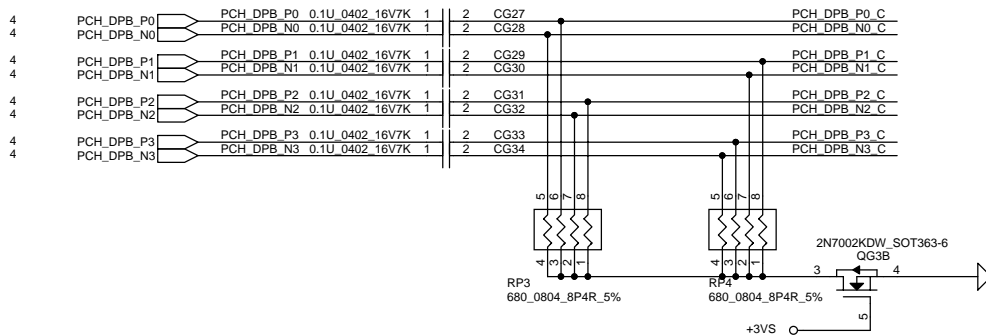 4 PCH_DPB_P0 PCH_DPB_P0 0.1U_0402_16V7K 1 2 CG27 PCH_DPB_P0_C
4 PCH_DPB_N0 PCH_DPB_N0 0.1U_0402_16V7K 1 2 CG28 PCH_DPB_N0_C
4 PCH_DPB_P1 PCH_DPB_P1 0.1U_0402_16V7K 1 2 CG29 PCH_DPB_P1_C
4 PCH_DPB_N1 PCH_DPB_N1 0.1U_0402_16V7K 1 2 CG30 PCH_DPB_N1_C
4 PCH_DPB_P2 PCH_DPB_P2 0.1U_0402_16V7K 1 2 CG31 PCH_DPB_P2_C
4 PCH_DPB_N2 PCH_DPB_N2 0.1U_0402_16V7K 1 2 CG32 PCH_DPB_N2_C
4 PCH_DPB_P3 PCH_DPB_P3 0.1U_0402_16V7K 1 2 CG33 PCH_DPB_P3_C
4 PCH_DPB_N3 PCH_DPB_N3 0.1U_0402_16V7K 1 2 CG34 PCH_DPB_N3_C
5 6 7 8 5 6 7 8
2N7002KDW_SOT363-6
QG3B
4 3 2 1 4 3 2 1
3 4
RP3 RP4
680_0804_8P4R_5% 680_0804_8P4R_5%
5
+3VS